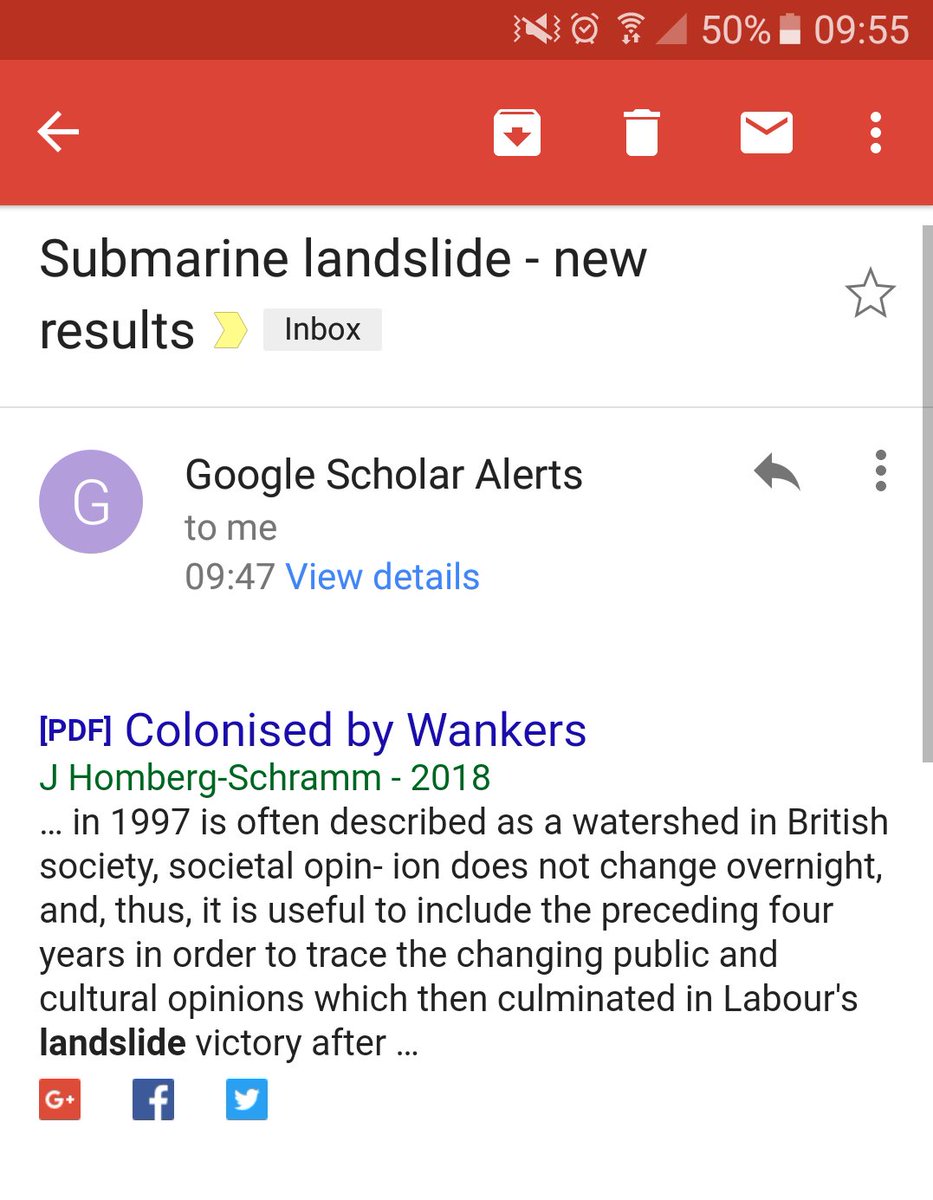 50% 09:55
Submarine landslide - new
results Inbox
G
Google Scholar Alerts
to me
09:47 View details
[PDF] Colonised by Wankers
J Homberg-Schramm - 2018
... in 1997 is often described as a watershed in British
society, societal opin- ion does not change overnight,
and, thus, it is useful to include the preceding four
years in order to trace the changing public and
cultural opinions which then culminated in Labour's
landslide victory after ...
G+ f